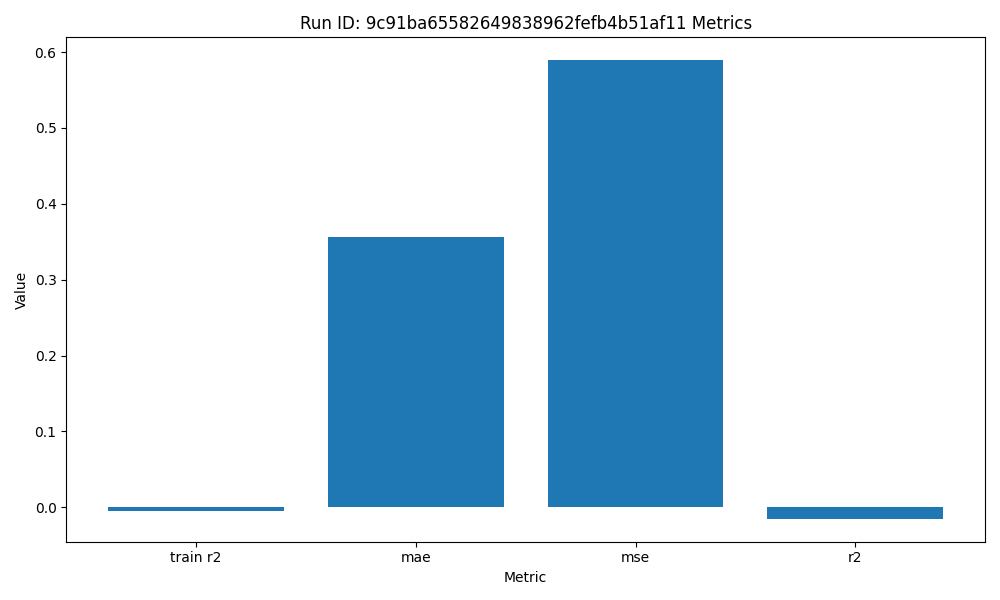 Run ID: 9c91ba65582649838962fefb4b51af11 Metrics
0.6
0.5
0.4
0.3
0.2
0.1
0.0
Value
train r2
mae
mse
r2
Metric